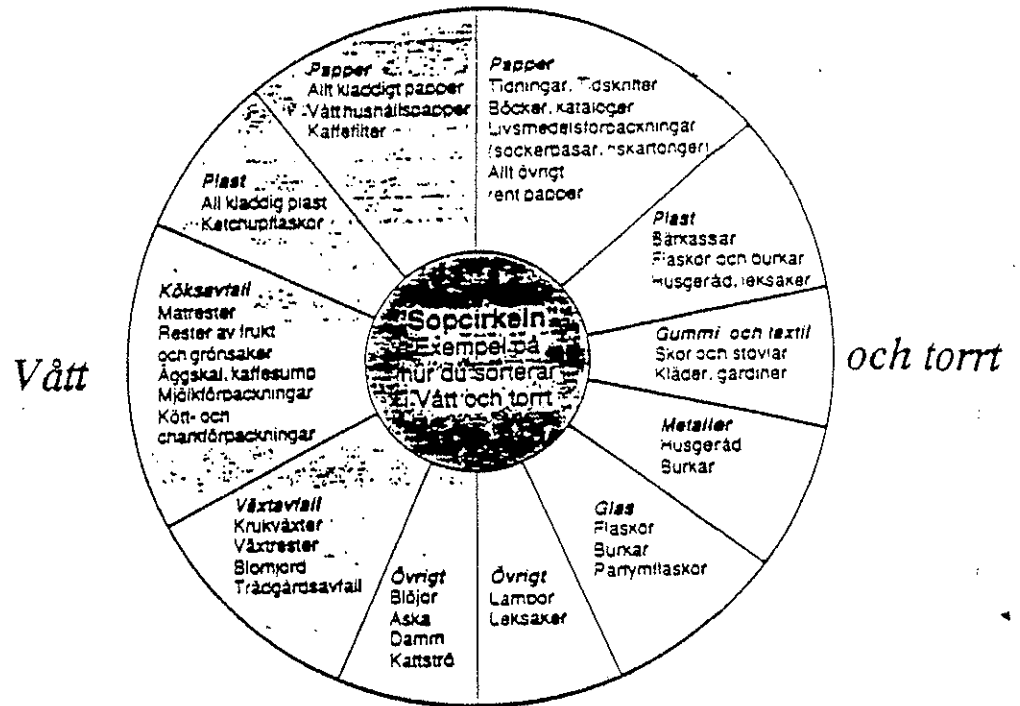 Papper
Allt kladdigt papper
Vått hushållspapper
Kaffefilter
Papper
Tidningar, Tidskrifter
Böcker, kataloger
Livsmedelsförpackningar
(sockerpåsar,
Allt övrigt
rent papper
Plast
All kladdig plast
Ketchupflaskor
Plast
Bärkassar
Flaskor och burkar
Husgeråd, leksaker
Köksavfall
Matrester
Rester av frukt
och grönsaker
Äggskal, kaffesump
Mjölkförpackningar
Kött- och
charkförpackningar
Sopcirkeln
Exempel på
hur du sorterar
i Vått och torrt
Gummi och textil
Skor och stövlar
Kläder, gardiner
Vått
och torrt
Metaller
Husgeråd
Burkar
Växtavfall
Krukväxter
Växtrester
Blomjord
Trädgårdsavfall
Glas
Flaskor
Burkar
Parfymflaskor
Övrigt
Blöjor
Aska
Damm
Kattströ
Övrigt
Lampor
Leksaker